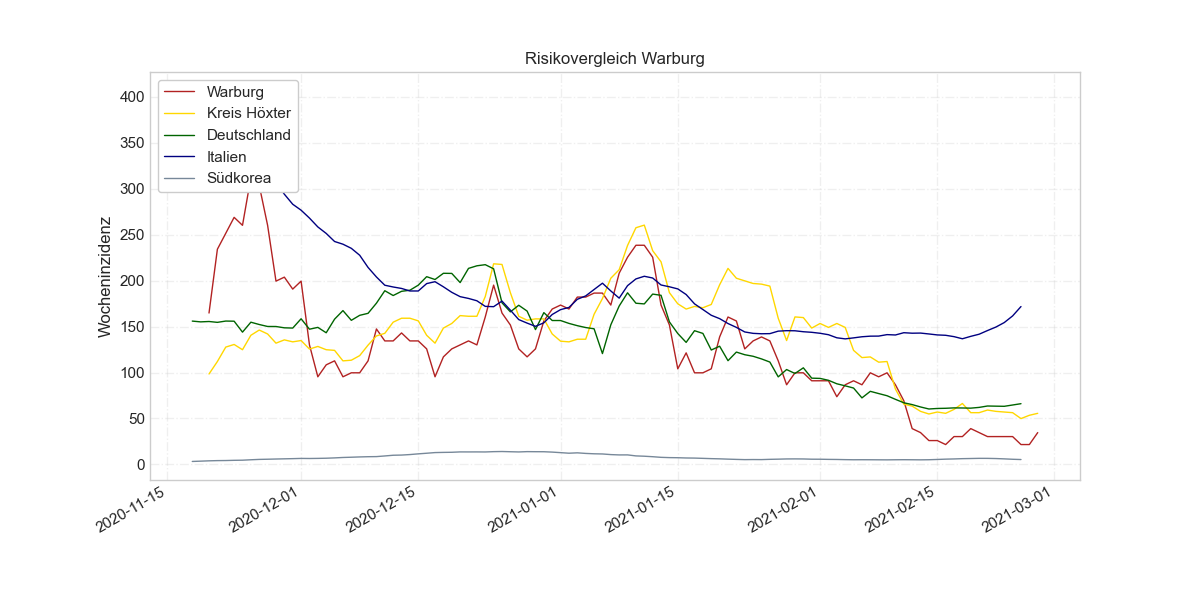 Risikovergleich Warburg
Wocheninzidenz
400
350
300
250
200
150
100
50
0
Warburg
Kreis Höxter
Deutschland
Italien
Südkorea
2020-11-15
2020-12-01
2020-12-15
2021-01-01
2021-01-15
2021-02-01
2021-02-15
2021-03-01